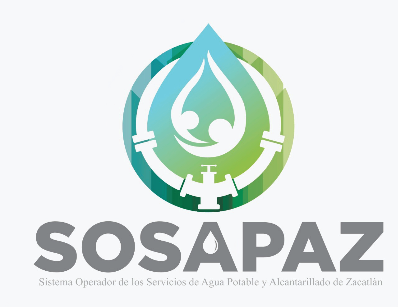 SOSAPAZ
Sistema Operador de los Servicios de Agua Potable y Alcantarillado de Zacatlán